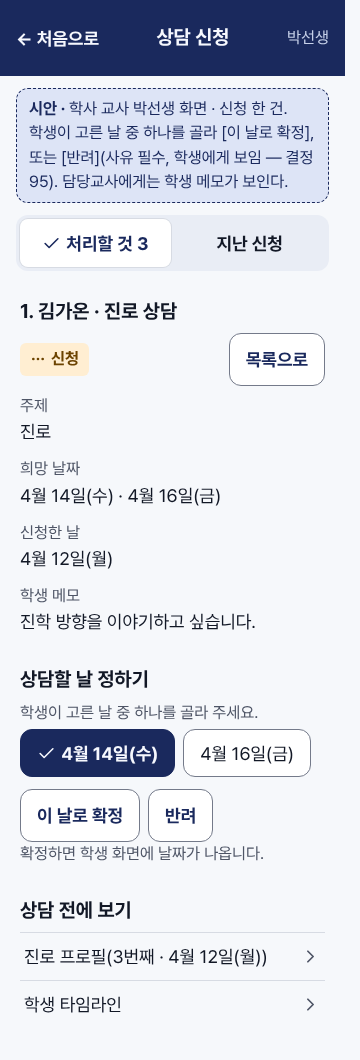 ← 처음으로
상담 신청
박선생
시안 · 학사 교사 박선생 화면 · 신청 한 건.
학생이 고른 날 중 하나를 골라 [이 날로 확정],
또는 [반려](사유 필수, 학생에게 보임 — 결정
95). 담당교사에게는 학생 메모가 보인다.
✓ 처리할 것 3
지난 신청
1. 김가온 · 진로 상담
··· 신청
목록으로
주제
진로
희망 날짜
4월 14일(수) · 4월 16일(금)
신청한 날
4월 12일(월)
학생 메모
진학 방향을 이야기하고 싶습니다.
상담할 날 정하기
학생이 고른 날 중 하나를 골라 주세요.
✓ 4월 14일(수)
4월 16일(금)
이 날로 확정
반려
확정하면 학생 화면에 날짜가 나옵니다.
상담 전에 보기
진로 프로필(3번째 · 4월 12일(월))
학생 타임라인